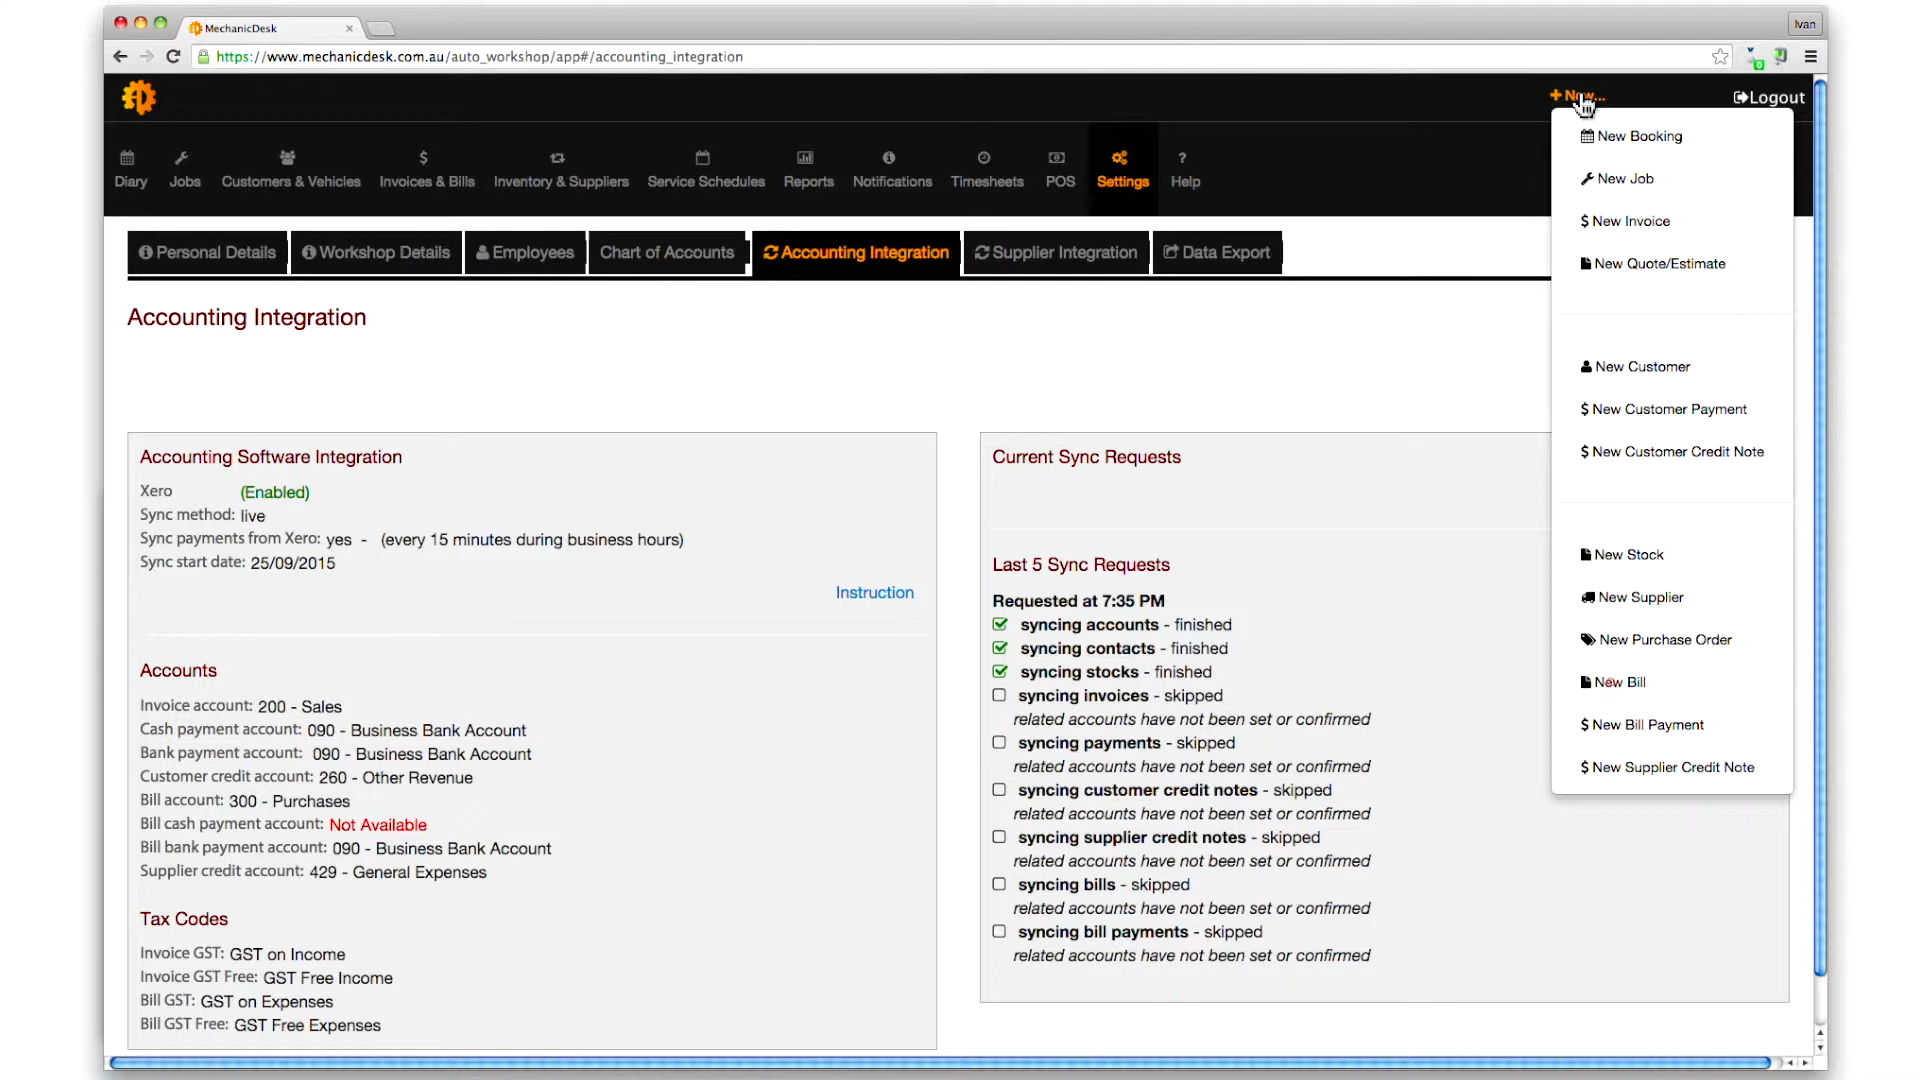 MechanicDesk
Ivan
https://www.mechanicdesk.com.au/auto_workshop/app#/accounting_integration
+ New...
Logout
Diary
Jobs
Customers & Vehicles
Invoices & Bills
Inventory & Suppliers
Service Schedules
Reports
Notifications
Timesheets
POS
Settings
Help
Personal Details
Workshop Details
Employees
Chart of Accounts
Accounting Integration
Supplier Integration
Data Export
New Booking
New Job
$ New Invoice
New Quote/Estimate
New Customer
$ New Customer Payment
$ New Customer Credit Note
New Stock
New Supplier
New Purchase Order
New Bill
$ New Bill Payment
$ New Supplier Credit Note
Accounting Integration
Accounting Software Integration
Xero (Enabled)
Sync method: live
Sync payments from Xero: yes - (every 15 minutes during business hours)
Sync start date: 25/09/2015
Instruction
Accounts
Invoice account: 200 - Sales
Cash payment account: 090 - Business Bank Account
Bank payment account: 090 - Business Bank Account
Customer credit account: 260 - Other Revenue
Bill account: 300 - Purchases
Bill cash payment account: Not Available
Bill bank payment account: 090 - Business Bank Account
Supplier credit account: 429 - General Expenses
Tax Codes
Invoice GST: GST on Income
Invoice GST Free: GST Free Income
Bill GST: GST on Expenses
Bill GST Free: GST Free Expenses
Current Sync Requests
Last 5 Sync Requests
Requested at 7:35 PM
syncing accounts - finished
syncing contacts - finished
syncing stocks - finished
syncing invoices - skipped
related accounts have not been set or confirmed
syncing payments - skipped
related accounts have not been set or confirmed
syncing customer credit notes - skipped
related accounts have not been set or confirmed
syncing supplier credit notes - skipped
related accounts have not been set or confirmed
syncing bills - skipped
related accounts have not been set or confirmed
syncing bill payments - skipped
related accounts have not been set or confirmed